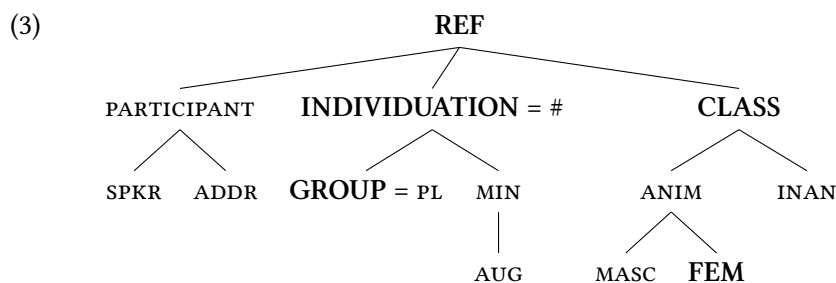 (3) REF
PARTICIPANT INDIVIDUATION = # CLASS
SPKR ADDR GROUP = PL MIN ANIM INAN
AUG MASC FEM